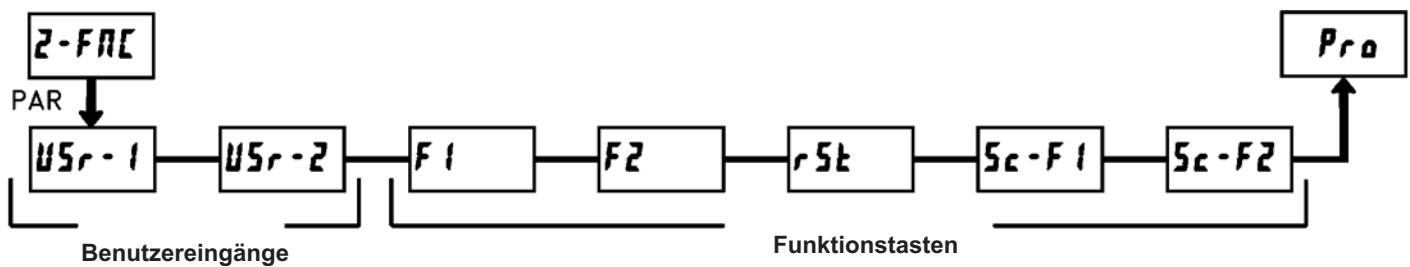 2-FNC
Pro
PAR
USr-1
USr-2
F1
F2
rSt
Sc-F1
Sc-F2
Benutzereingänge
Funktionstasten